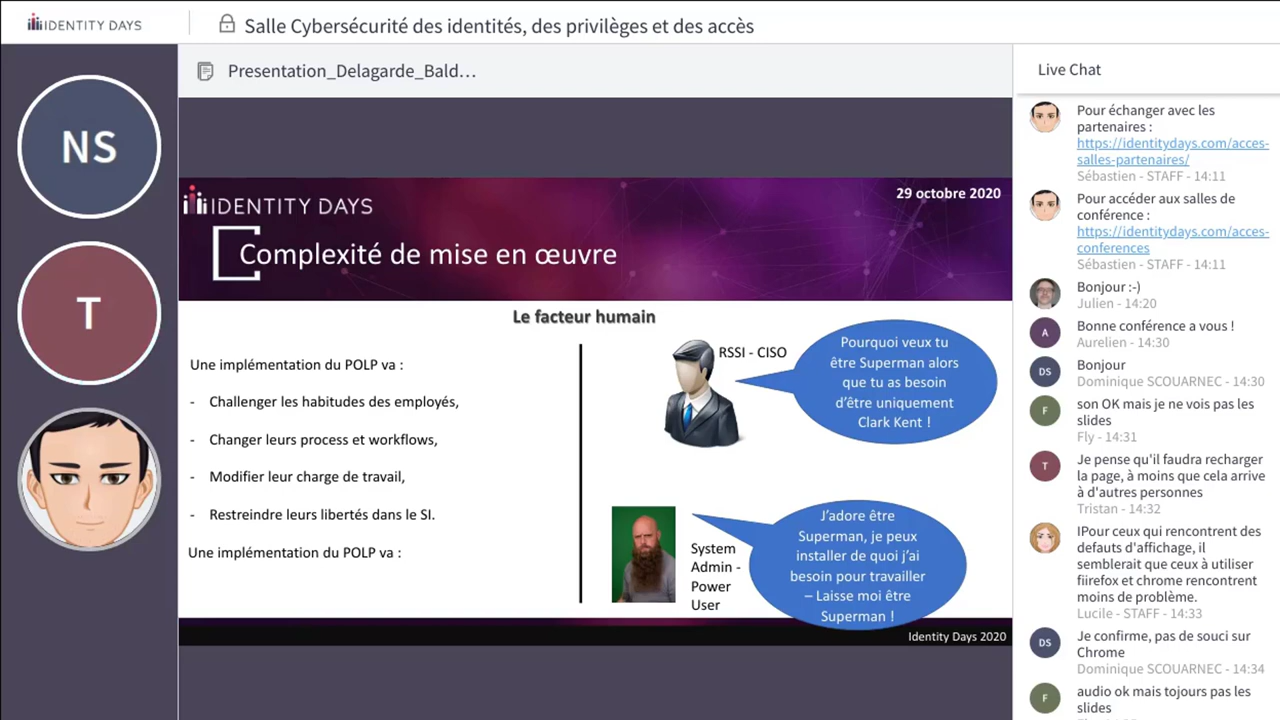 IDENTITY DAYS
Salle Cybersécurité des identités, des privilèges et des accès
NS
T
Presentation_Delagarde_Bald…
IDENTITY DAYS
29 octobre 2020
Complexité de mise en œuvre
Le facteur humain
Une implémentation du POLP va :
- Challenger les habitudes des employés,
- Changer leurs process et workflows,
- Modifier leur charge de travail,
- Restreindre leurs libertés dans le SI.
Une implémentation du POLP va :
RSSI - CISO
Pourquoi veux tu
être Superman alors
que tu as besoin
d’être uniquement
Clark Kent !
System
Admin -
Power
User
J’adore être
Superman, je peux
installer de quoi j’ai
besoin pour travailler
– Laisse moi être
Superman !
Identity Days 2020
Live Chat
Pour échanger avec les
partenaires :
https://identitydays.com/acces-
salles-partenaires/
Sébastien - STAFF - 14:11
Pour accéder aux salles de
conférence :
https://identitydays.com/acces-
conferences
Sébastien - STAFF - 14:11
Bonjour :-)
Julien - 14:20
A
Bonne conférence a vous !
Aurelien - 14:30
DS
Bonjour
Dominique SCOUARNEC - 14:30
F
son OK mais je ne vois pas les
slides
Fly - 14:31
T
Je pense qu'il faudra recharger
la page, à moins que cela arrive
à d'autres personnes
Tristan - 14:32
IPour ceux qui rencontrent des
defauts d'affichage, il
semblerait que ceux à utiliser
fiirefox et chrome rencontrent
moins de problème.
Lucile - STAFF - 14:33
DS
Je confirme, pas de souci sur
Chrome
Dominique SCOUARNEC - 14:34
F
audio ok mais tojours pas les
slides